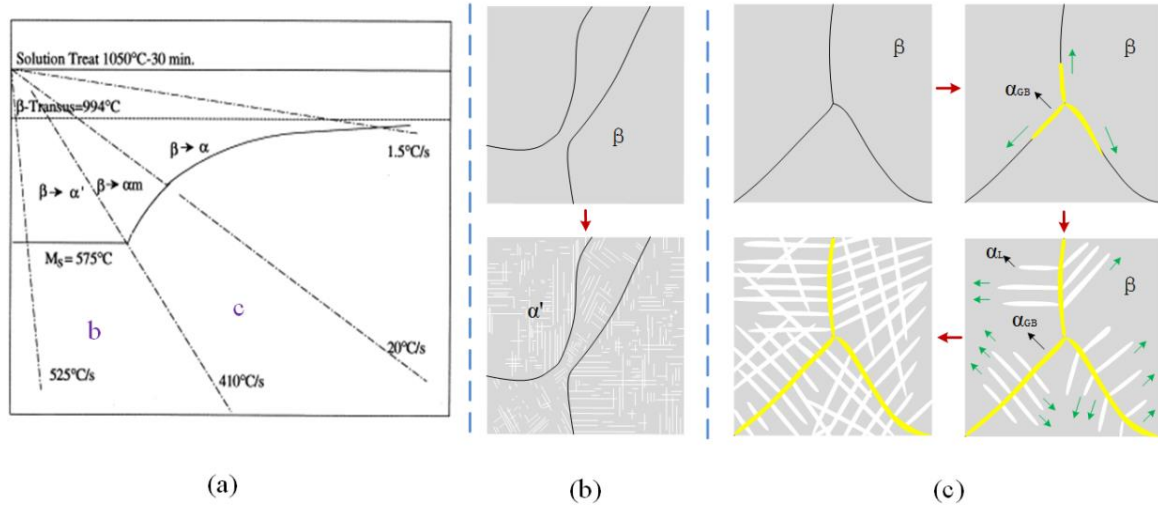 Solution Treat 1050°C-30 min.
β-Transus=994°C
β→α
1.5°C/s
β→α'
β→αm
Ms = 575°C
c
b
20°C/s
525°C/s
410°C/s
(a)
β
α'
(b)
β
β
αGB
αL
αGB
β
(c)